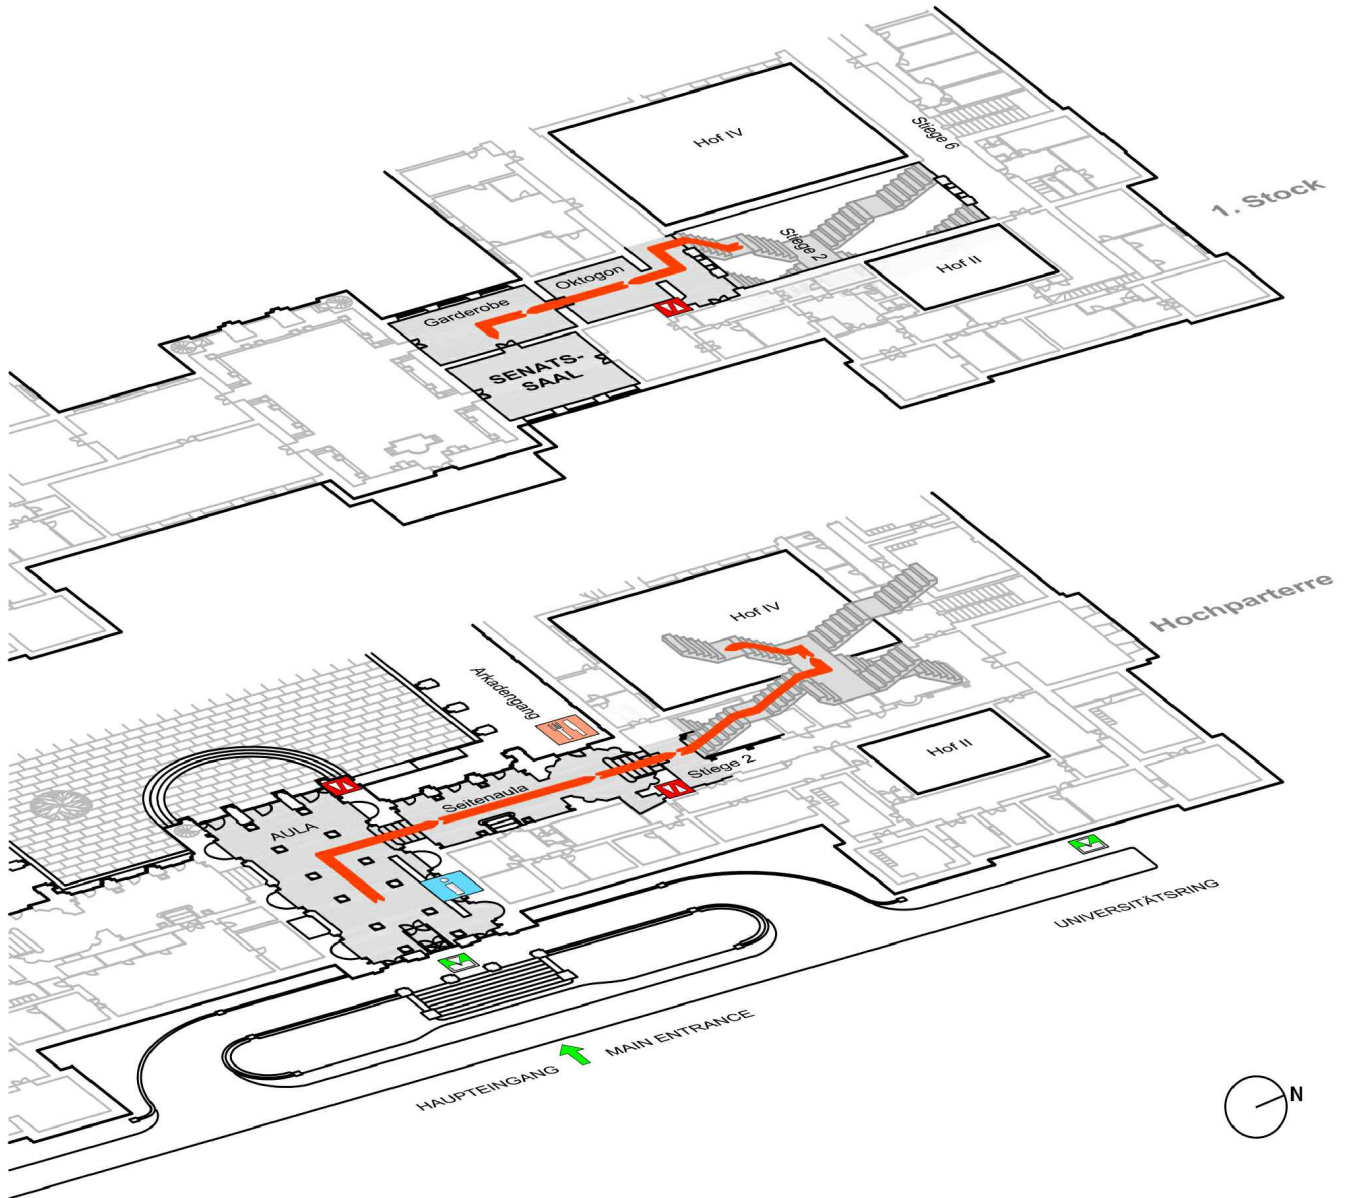 Hof IV
Stiege 6
1. Stock
Stiege 2
Hof II
Oktogon
Garderobe
SENATS-
SAAL
Hochparterre
Hof IV
Arkadengang
Hof II
Stiege 2
Seitenaula
AULA
i
UNIVERSITÄTSRING
HAUPTEINGANG
MAIN ENTRANCE
N